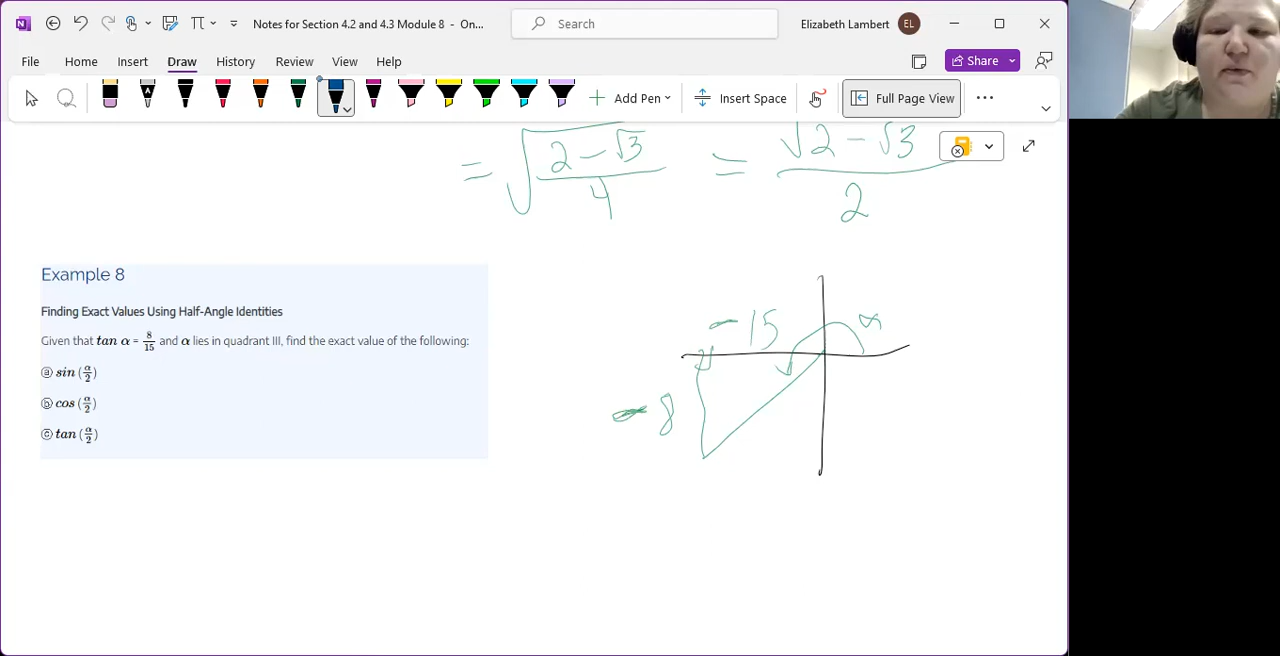 Notes for Section 4.2 and 4.3 Module 8 - On...
Search
Elizabeth Lambert
EL
File Home Insert Draw History Review View Help
Share
A
Add Pen
Insert Space
Full Page View
= √(2 - √3)/4 = √2 - √3/2
Example 8
Finding Exact Values Using Half-Angle Identities
Given that tan α = 8/15 and α lies in quadrant III, find the exact value of the following:
ⓐ sin (α/2)
ⓑ cos (α/2)
ⓒ tan (α/2)
-15
α
-8